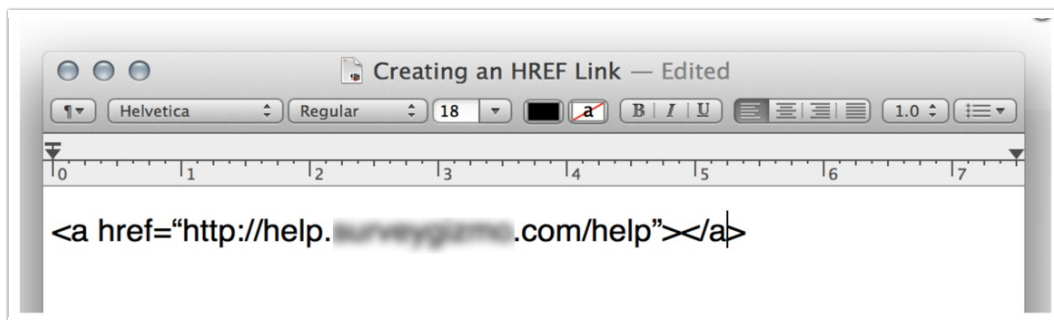 Creating an HREF Link — Edited
¶ Helvetica Regular 18 a B I U 1.0
0 1 2 3 4 5 6 7
<a href=“http://help. .com/help”></a>